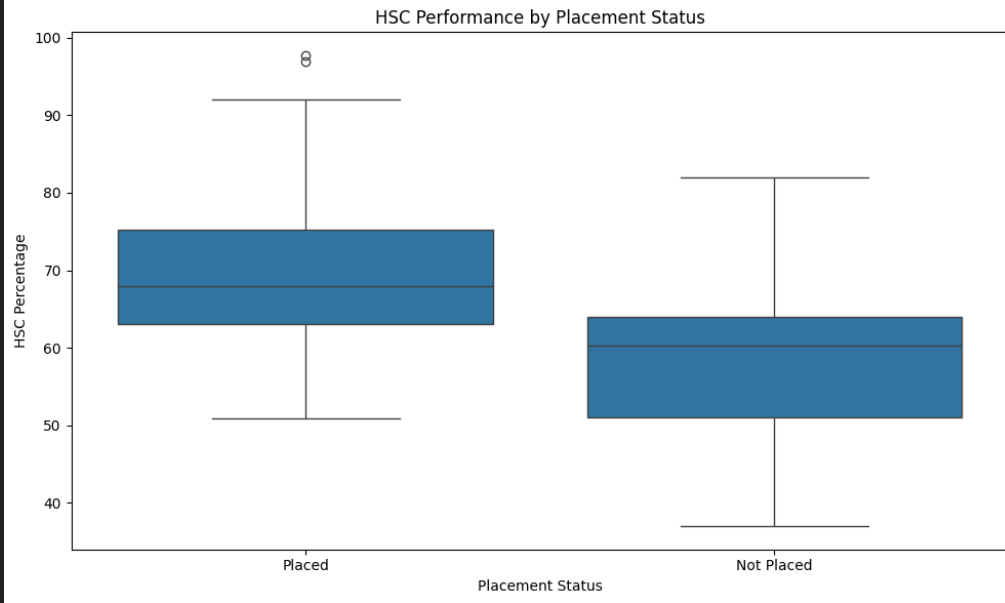 HSC Performance by Placement Status
HSC Percentage
100
90
80
70
60
50
40
Placed
Not Placed
Placement Status